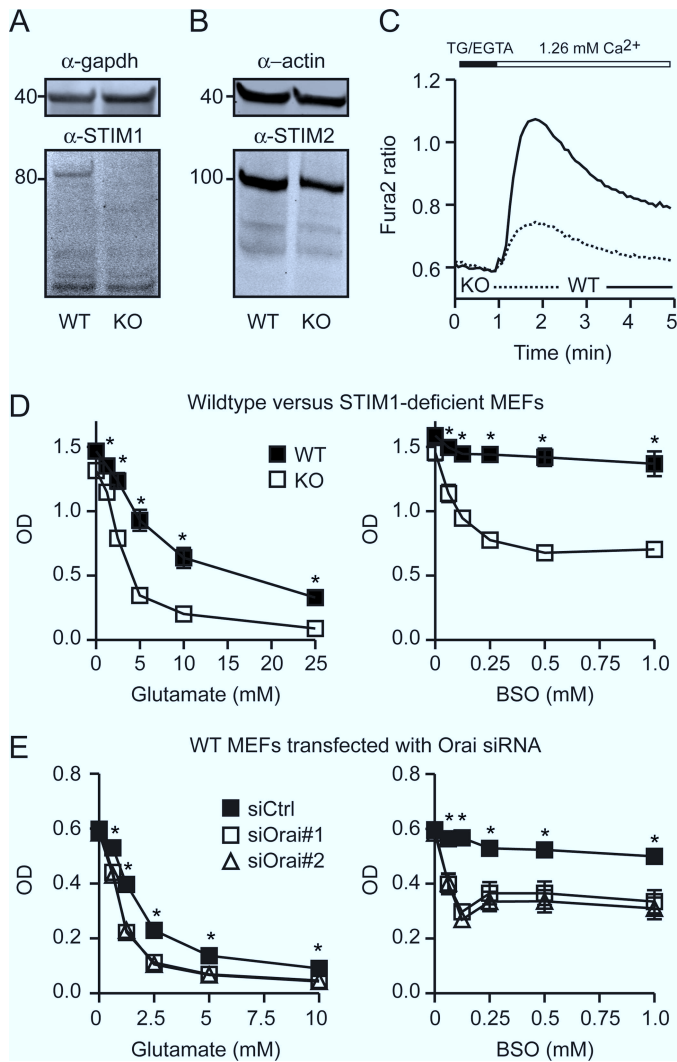 A
α-gapdh
40
α-STIM1
80
WT KO
B
α–actin
40
α-STIM2
100
WT KO
C
TG/EGTA 1.26 mM Ca2+
Fura2 ratio
1.2
1.0
0.8
0.6
KO WT
0 1 2 3 4 5
Time (min)
D
Wildtype versus STIM1-deficient MEFs
OD
1.5
1.0
0.5
0.0
* * * * *
WT
KO
0 5 10 15 20 25
Glutamate (mM)
OD
1.5
1.0
0.5
0.0
* * * * *
0 0.25 0.5 0.75 1.0
BSO (mM)
E
WT MEFs transfected with Orai siRNA
OD
0.8
0.6
0.4
0.2
0.0
* * * * *
siCtrl
siOrai#1
siOrai#2
0 2.5 5 7.5 10
Glutamate (mM)
OD
0.8
0.6
0.4
0.2
0.0
* * * * *
0 0.25 0.5 0.75 1.0
BSO (mM)